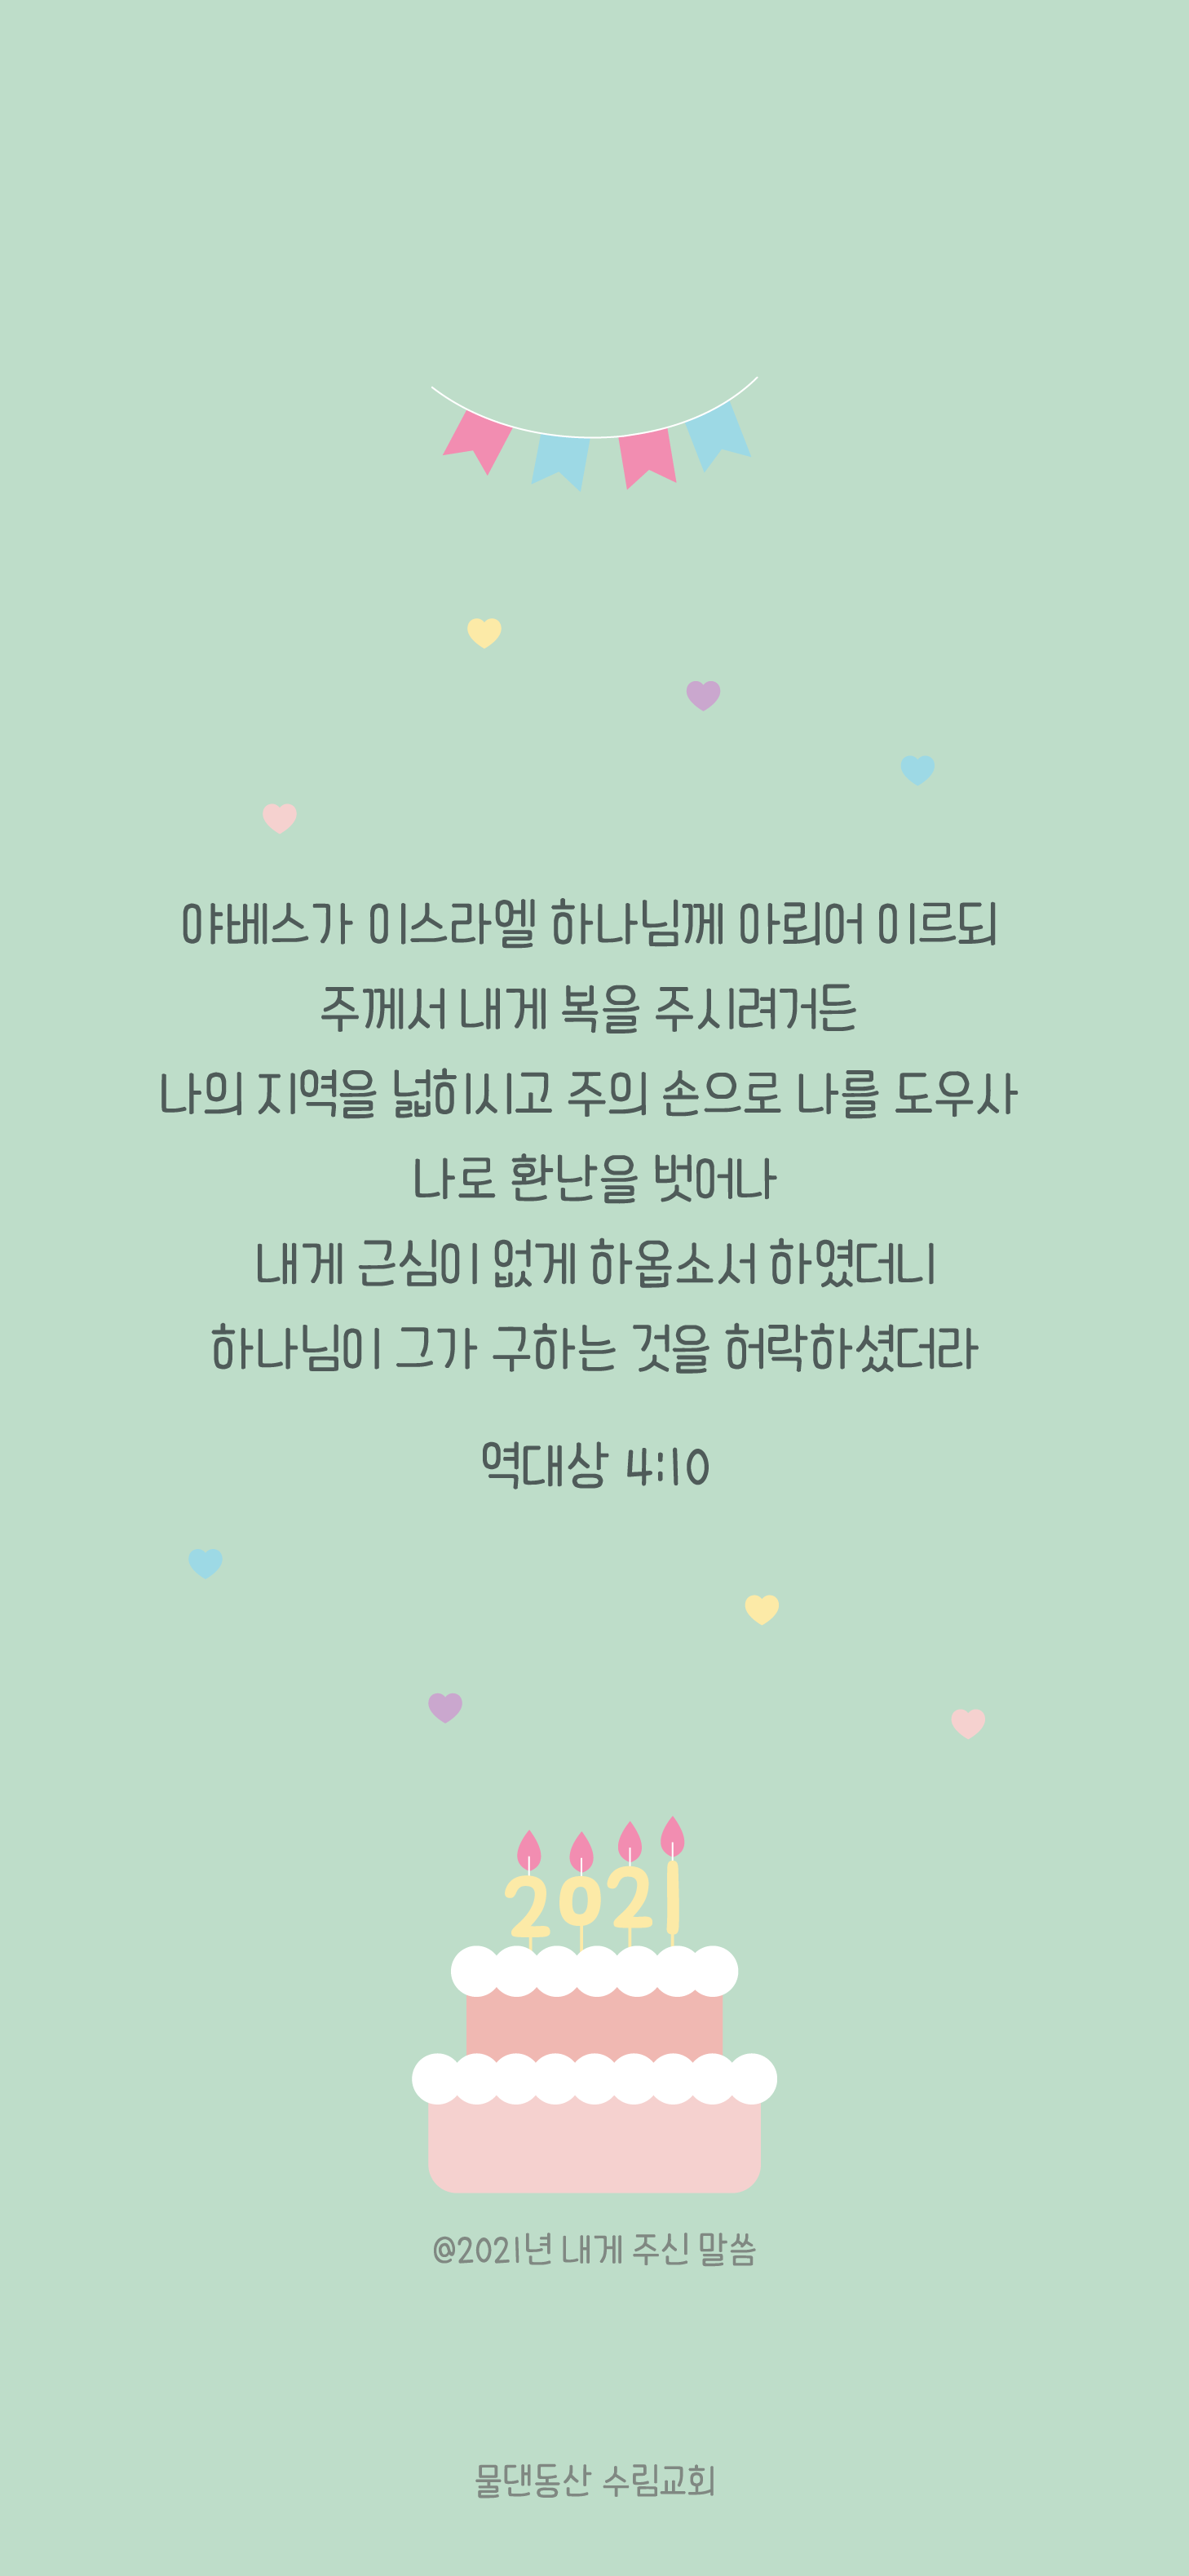 야베스가 이스라엘 하나님께 아뢰어 이르되
주께서 내게 복을 주시려거든
나의 지역을 넓히시고 주의 손으로 나를 도우사
나로 환난을 벗어나
내게 근심이 없게 하옵소서 하였더니
하나님이 그가 구하는 것을 허락하셨더라
역대상 4:10
2021
@2021년 내게 주신 말씀
물댄동산 수림교회